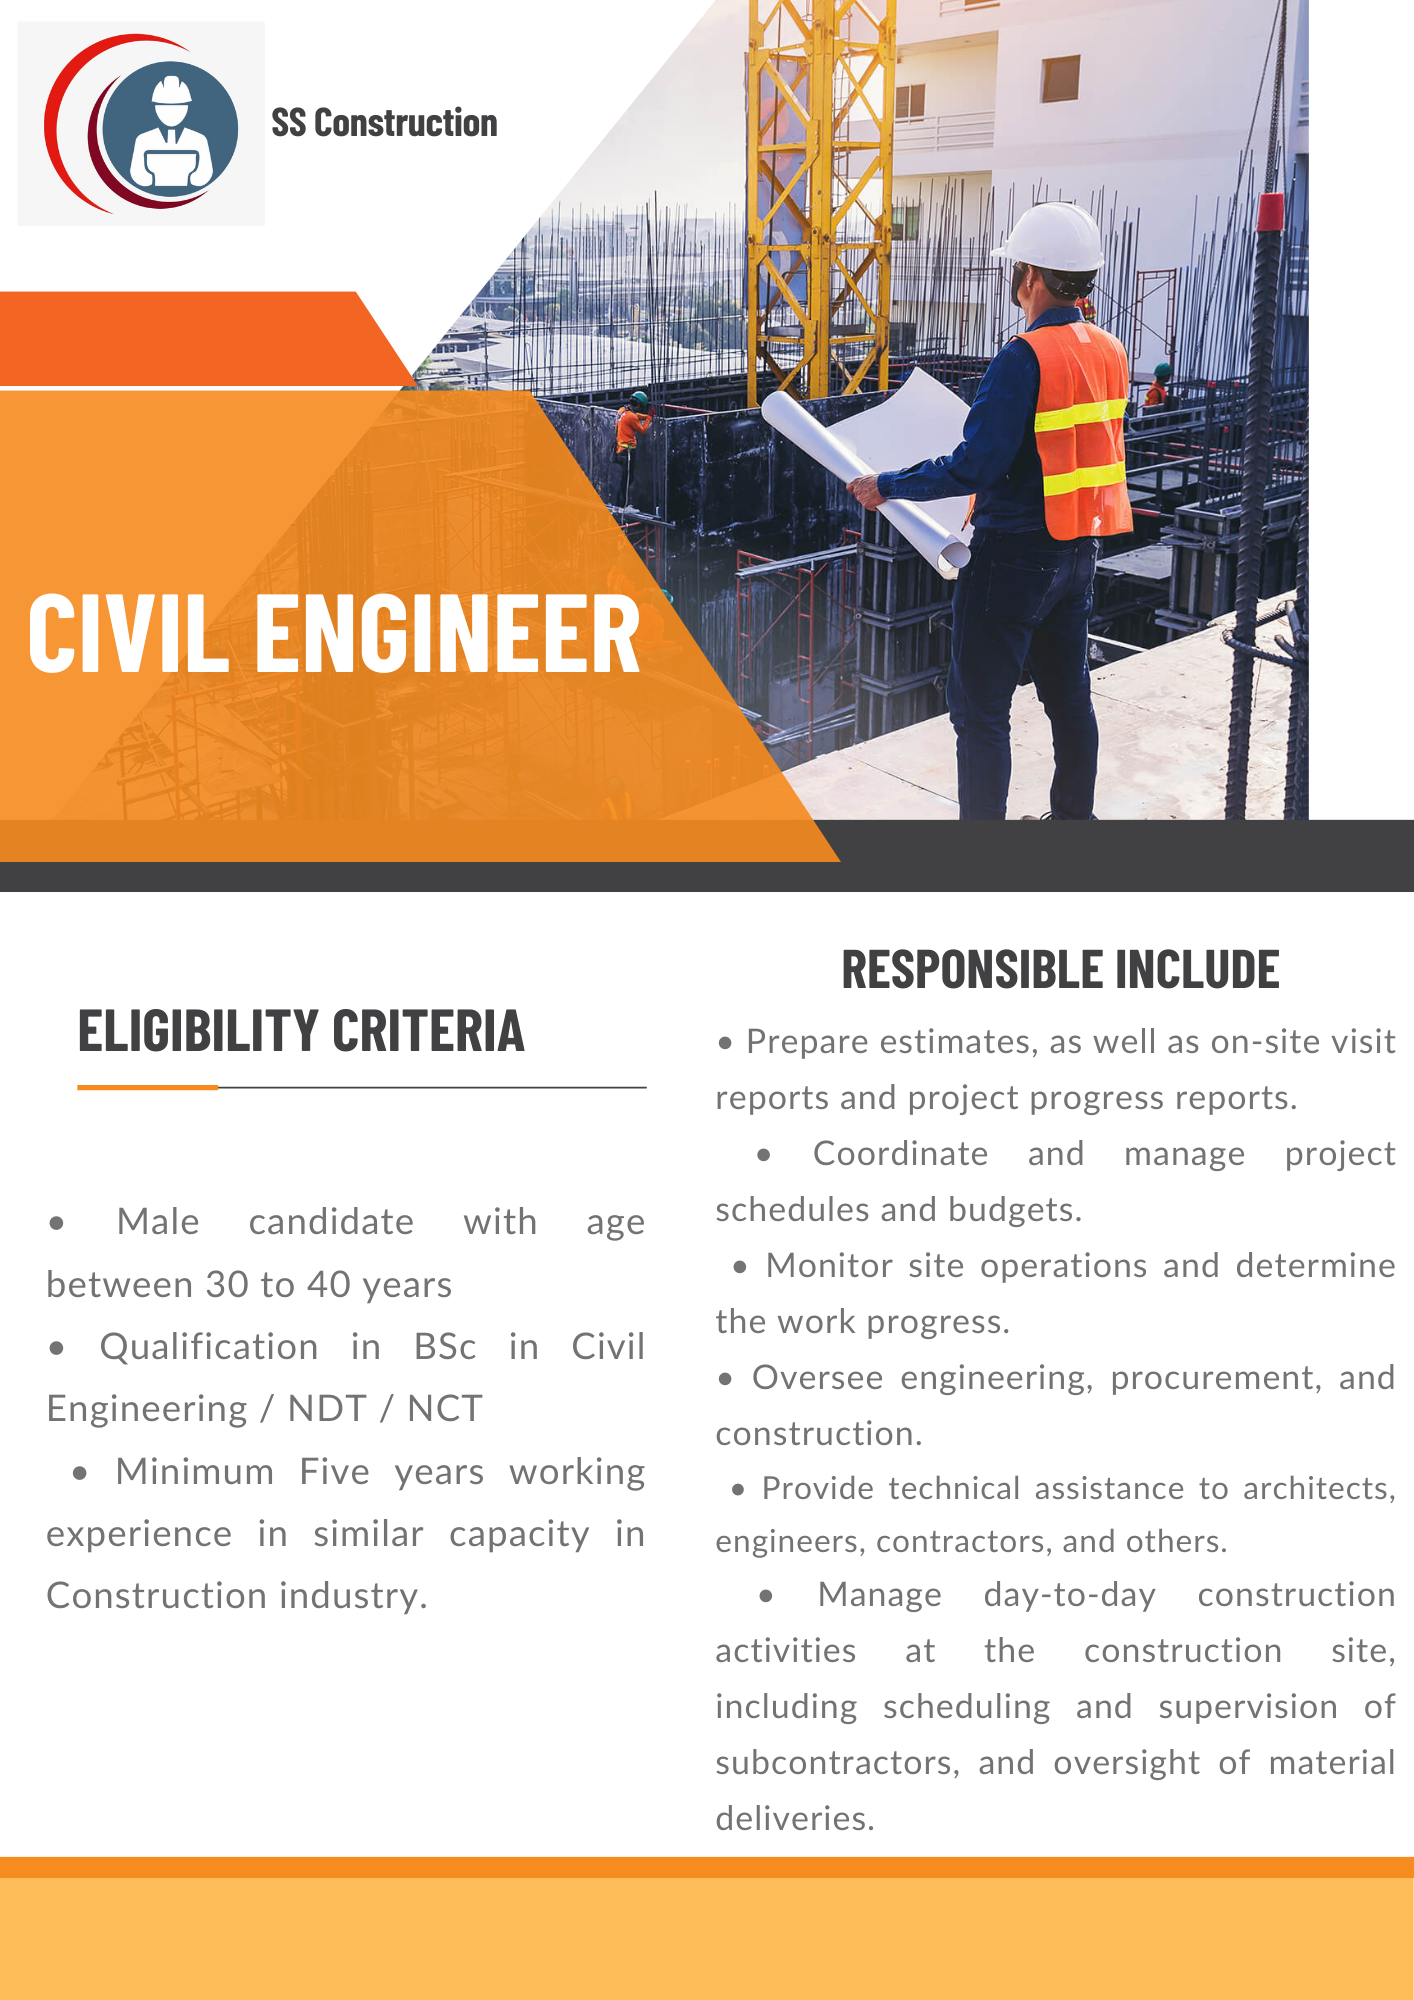 SS Construction
CIVIL ENGINEER
ELIGIBILITY CRITERIA
• Male candidate with age
between 30 to 40 years
• Qualification in BSc in Civil
Engineering / NDT / NCT
• Minimum Five years working
experience in similar capacity in
Construction industry.
RESPONSIBLE INCLUDE
• Prepare estimates, as well as on-site visit
reports and project progress reports.
• Coordinate and manage project
schedules and budgets.
• Monitor site operations and determine
the work progress.
• Oversee engineering, procurement, and
construction.
• Provide technical assistance to architects,
engineers, contractors, and others.
• Manage day-to-day construction
activities at the construction site,
including scheduling and supervision of
subcontractors, and oversight of material
deliveries.